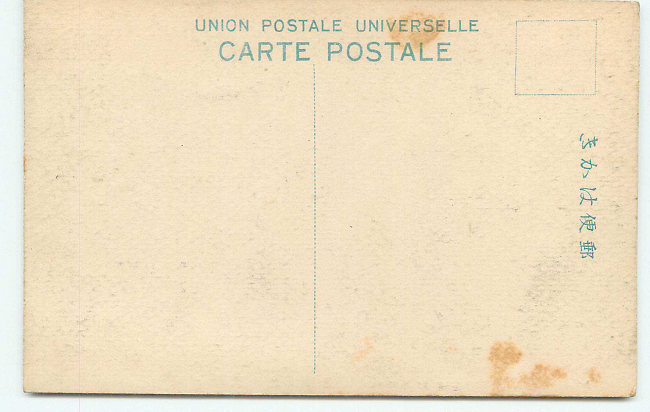 UNION POSTALE UNIVERSELLE
CARTE POSTALE
郵便はかき